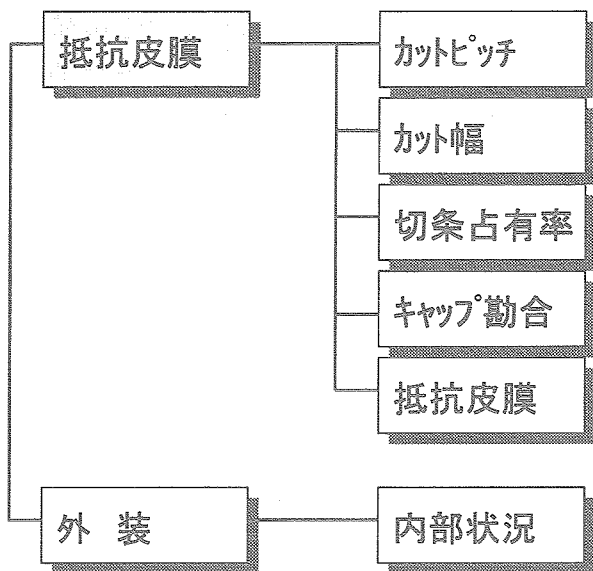 抵抗皮膜
カットピッチ
カット幅
切条占有率
キャップ勘合
抵抗皮膜
外 装
内部状況